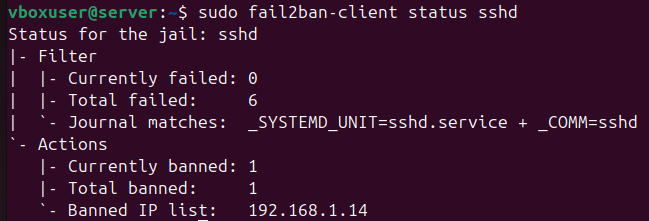 vboxuser@server:~$ sudo fail2ban-client status sshd
Status for the jail: sshd
|- Filter
|  |- Currently failed: 0
|  |- Total failed:     6
|  `- Journal matches:  _SYSTEMD_UNIT=sshd.service + _COMM=sshd
`- Actions
   |- Currently banned: 1
   |- Total banned:     1
   `- Banned IP list:   192.168.1.14